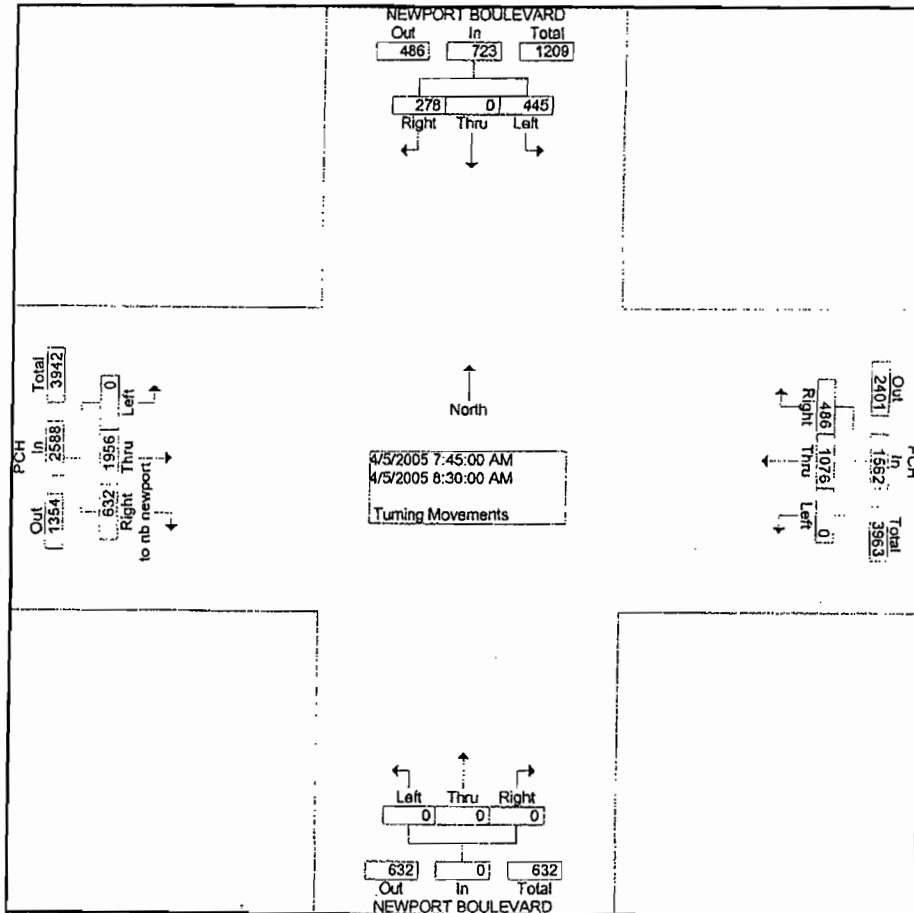 NEWPORT BOULEVARD
Out In Total
486 723 1209
278 0 445
Right Thru Left
PCH
Total In Out
3942 2588 1354
0 1956 632
Left Thru Right
to nb newport
North
4/5/2005 7:45:00 AM
4/5/2005 8:30:00 AM
Turning Movements
Right Thru Left
486 1076 0
Out In Total
2401 1562 3963
PCH
Left Thru Right
0 0 0
632 0 632
Out In Total
NEWPORT BOULEVARD